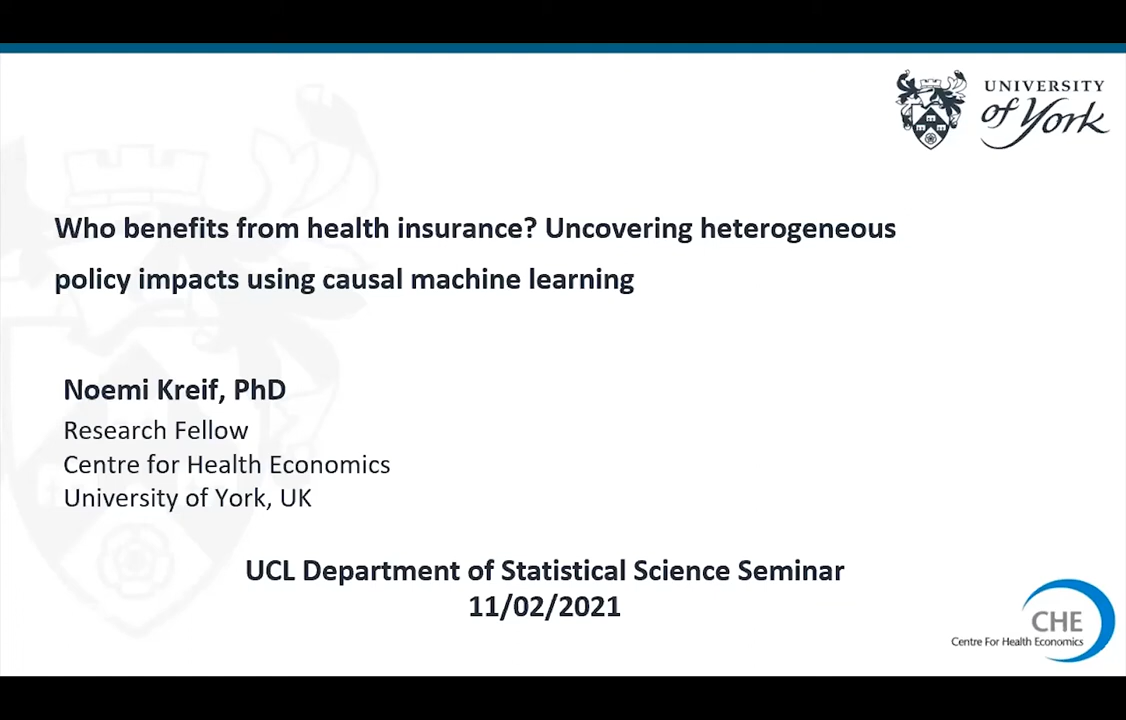 UNIVERSITY
of York
Who benefits from health insurance? Uncovering heterogeneous
policy impacts using causal machine learning
Noemi Kreif, PhD
Research Fellow
Centre for Health Economics
University of York, UK
UCL Department of Statistical Science Seminar
11/02/2021
CHE
Centre For Health Economics